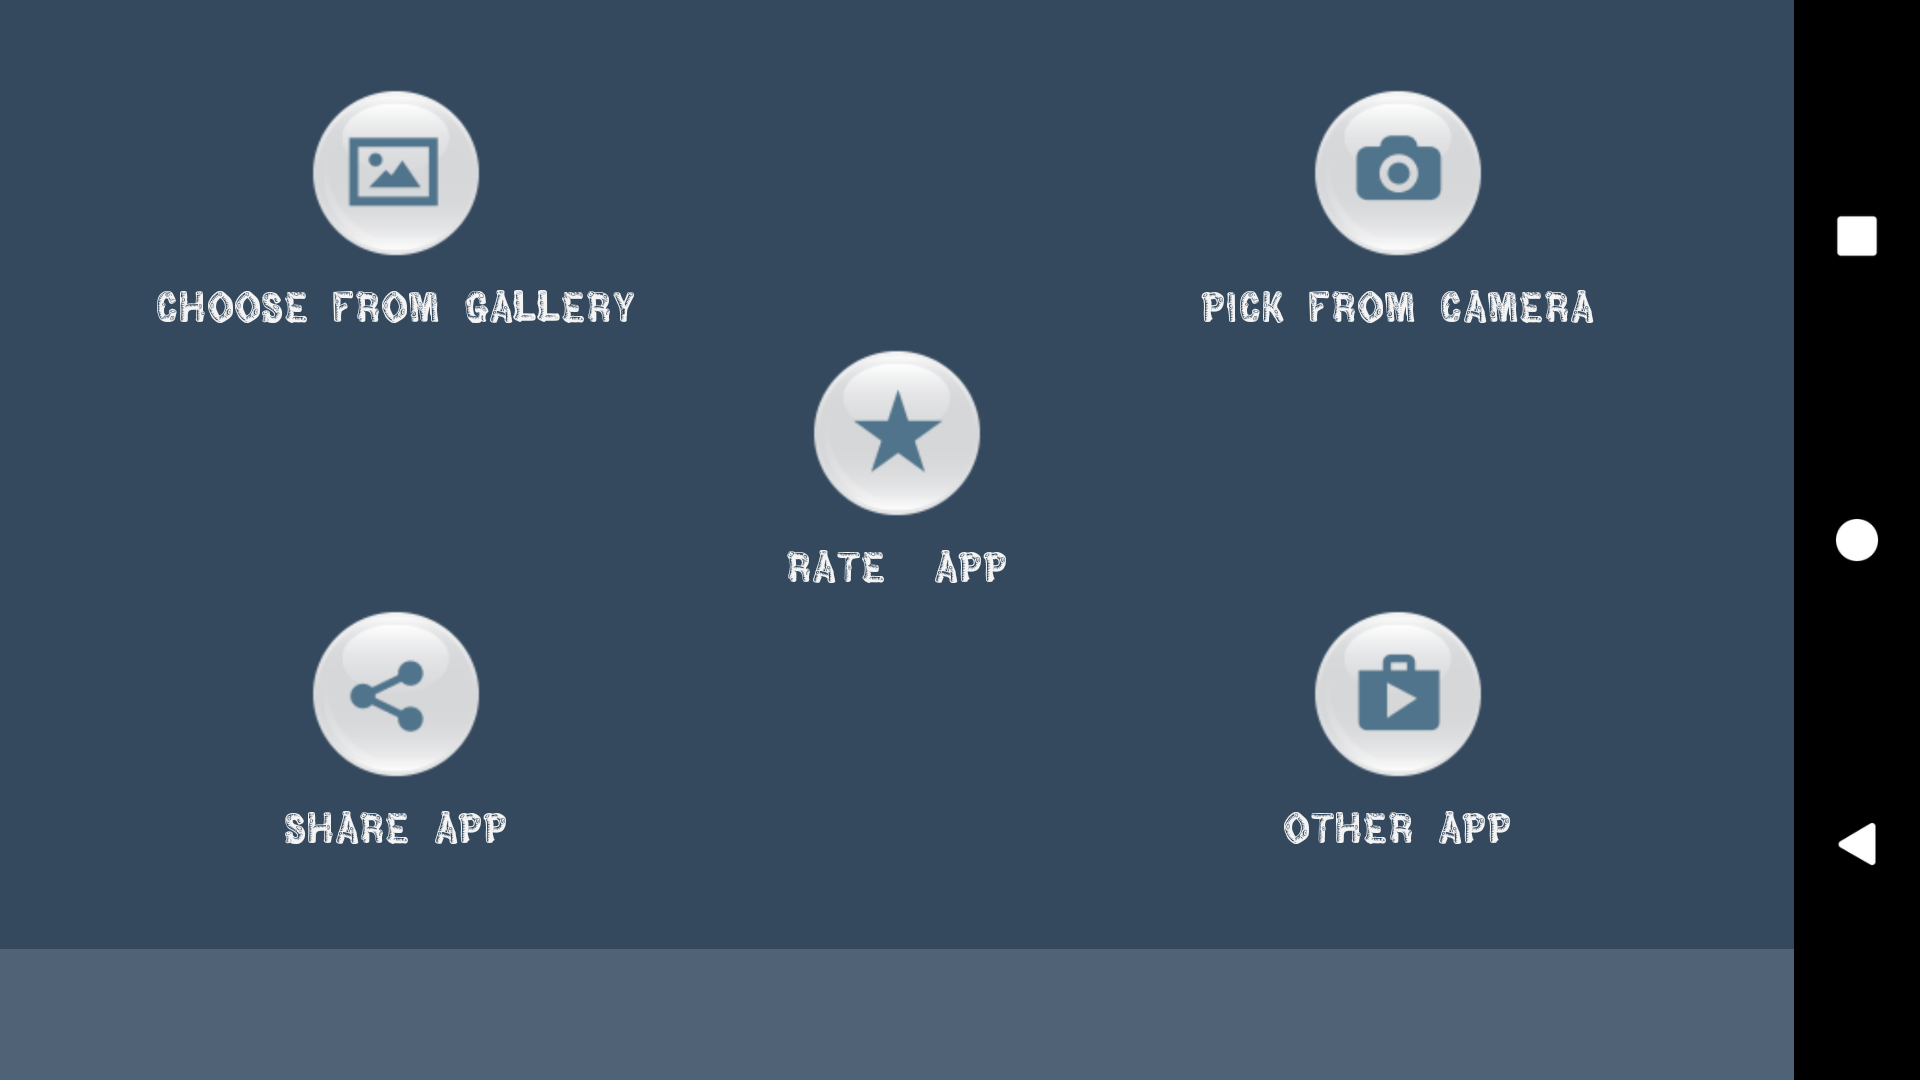 CHOOSE FROM GALLERY
PICK FROM CAMERA
RATE APP
SHARE APP
OTHER APP